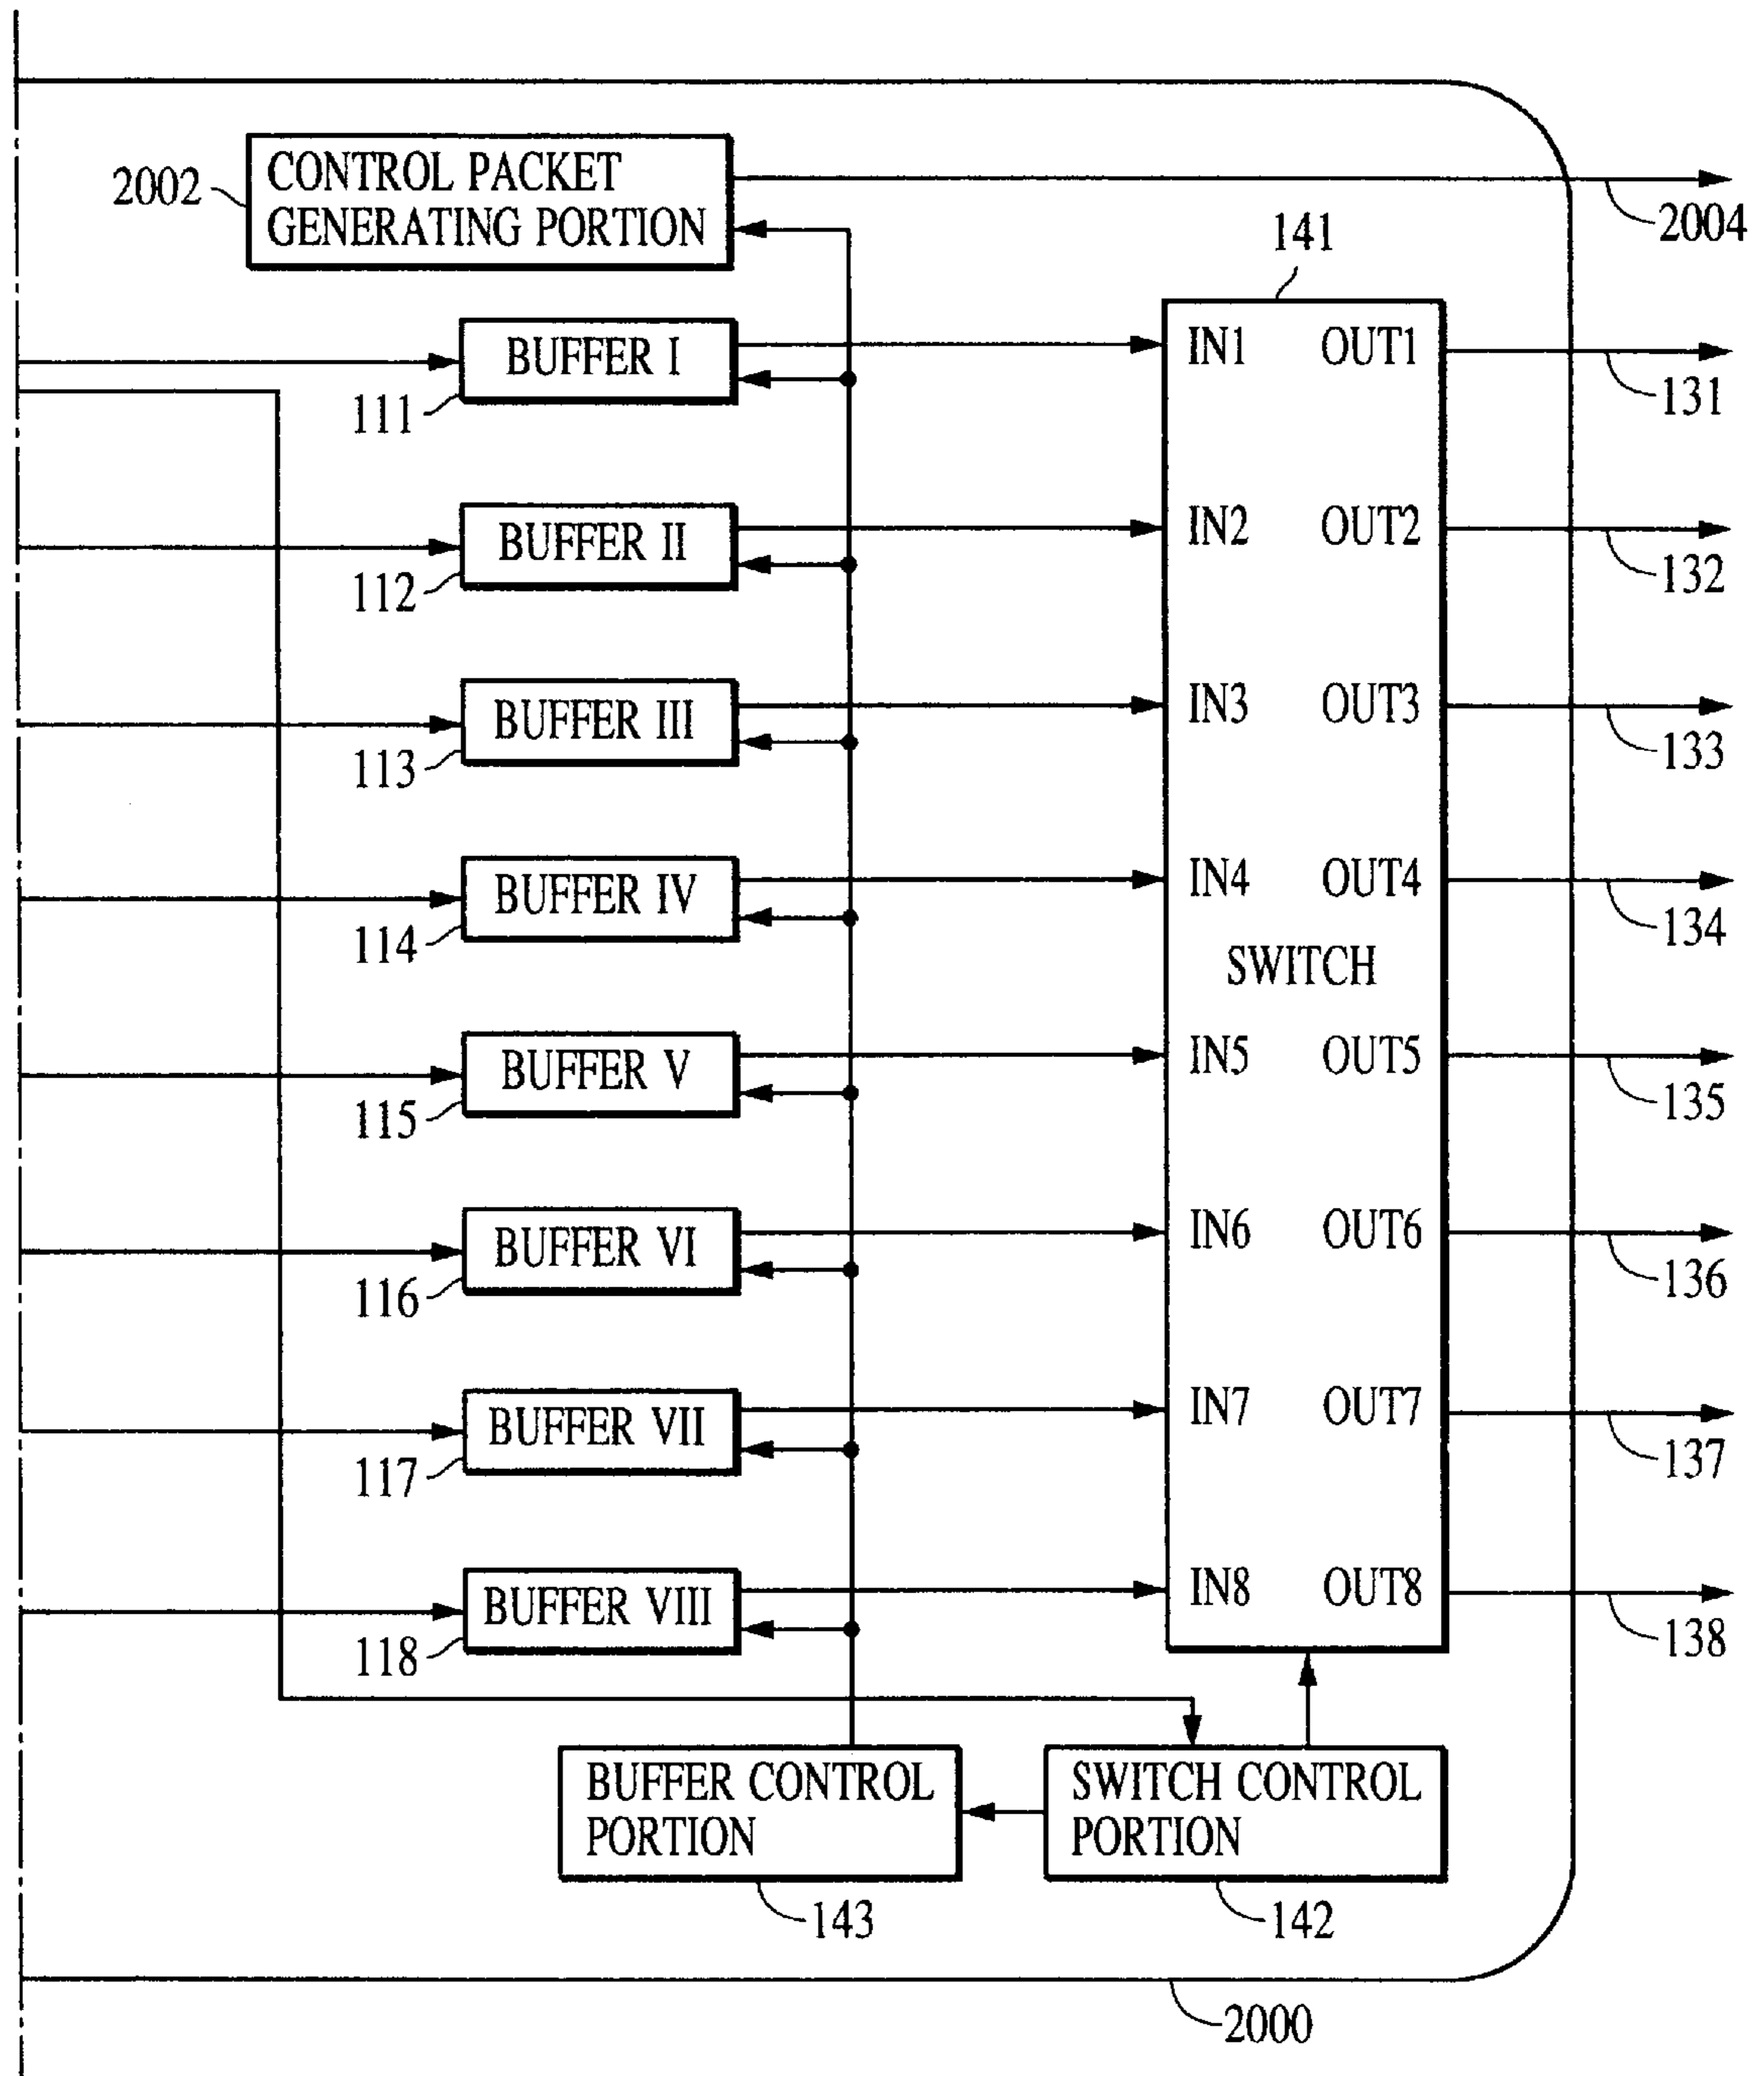 CONTROL PACKET
GENERATING PORTION
2002
2004
141
BUFFER I
111
IN1 OUT1
131
BUFFER II
112
IN2 OUT2
132
BUFFER III
113
IN3 OUT3
133
BUFFER IV
114
IN4 OUT4
134
SWITCH
BUFFER V
115
IN5 OUT5
135
BUFFER VI
116
IN6 OUT6
136
BUFFER VII
117
IN7 OUT7
137
BUFFER VIII
118
IN8 OUT8
138
BUFFER CONTROL
PORTION
143
SWITCH CONTROL
PORTION
142
2000